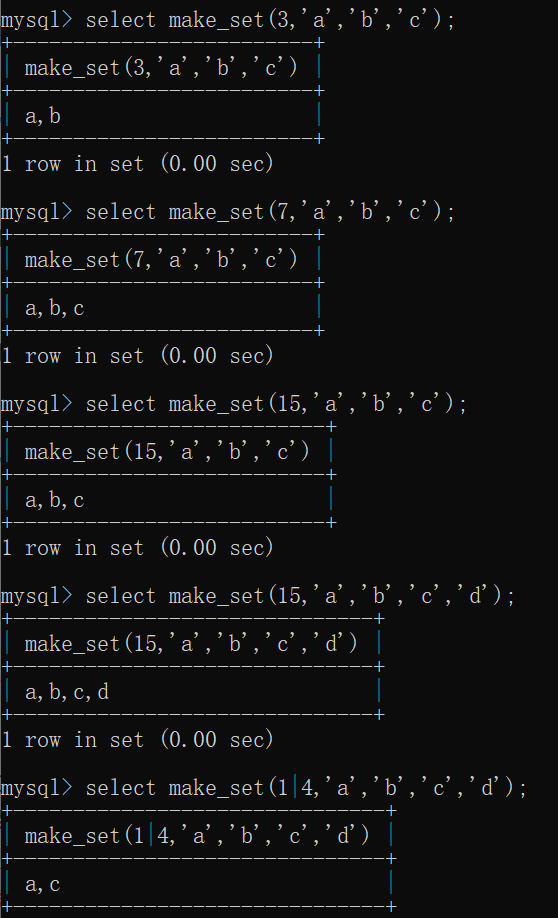 mysql> select make_set(3,'a','b','c');
+-------------------------+
| make_set(3,'a','b','c') |
+-------------------------+
| a,b                     |
+-------------------------+
1 row in set (0.00 sec)
mysql> select make_set(7,'a','b','c');
+-------------------------+
| make_set(7,'a','b','c') |
+-------------------------+
| a,b,c                   |
+-------------------------+
1 row in set (0.00 sec)
mysql> select make_set(15,'a','b','c');
+--------------------------+
| make_set(15,'a','b','c') |
+--------------------------+
| a,b,c                    |
+--------------------------+
1 row in set (0.00 sec)
mysql> select make_set(15,'a','b','c','d');
+------------------------------+
| make_set(15,'a','b','c','d') |
+------------------------------+
| a,b,c,d                      |
+------------------------------+
1 row in set (0.00 sec)
mysql> select make_set(1|4,'a','b','c','d');
+-------------------------------+
| make_set(1|4,'a','b','c','d') |
+-------------------------------+
| a,c                           |
+-------------------------------+